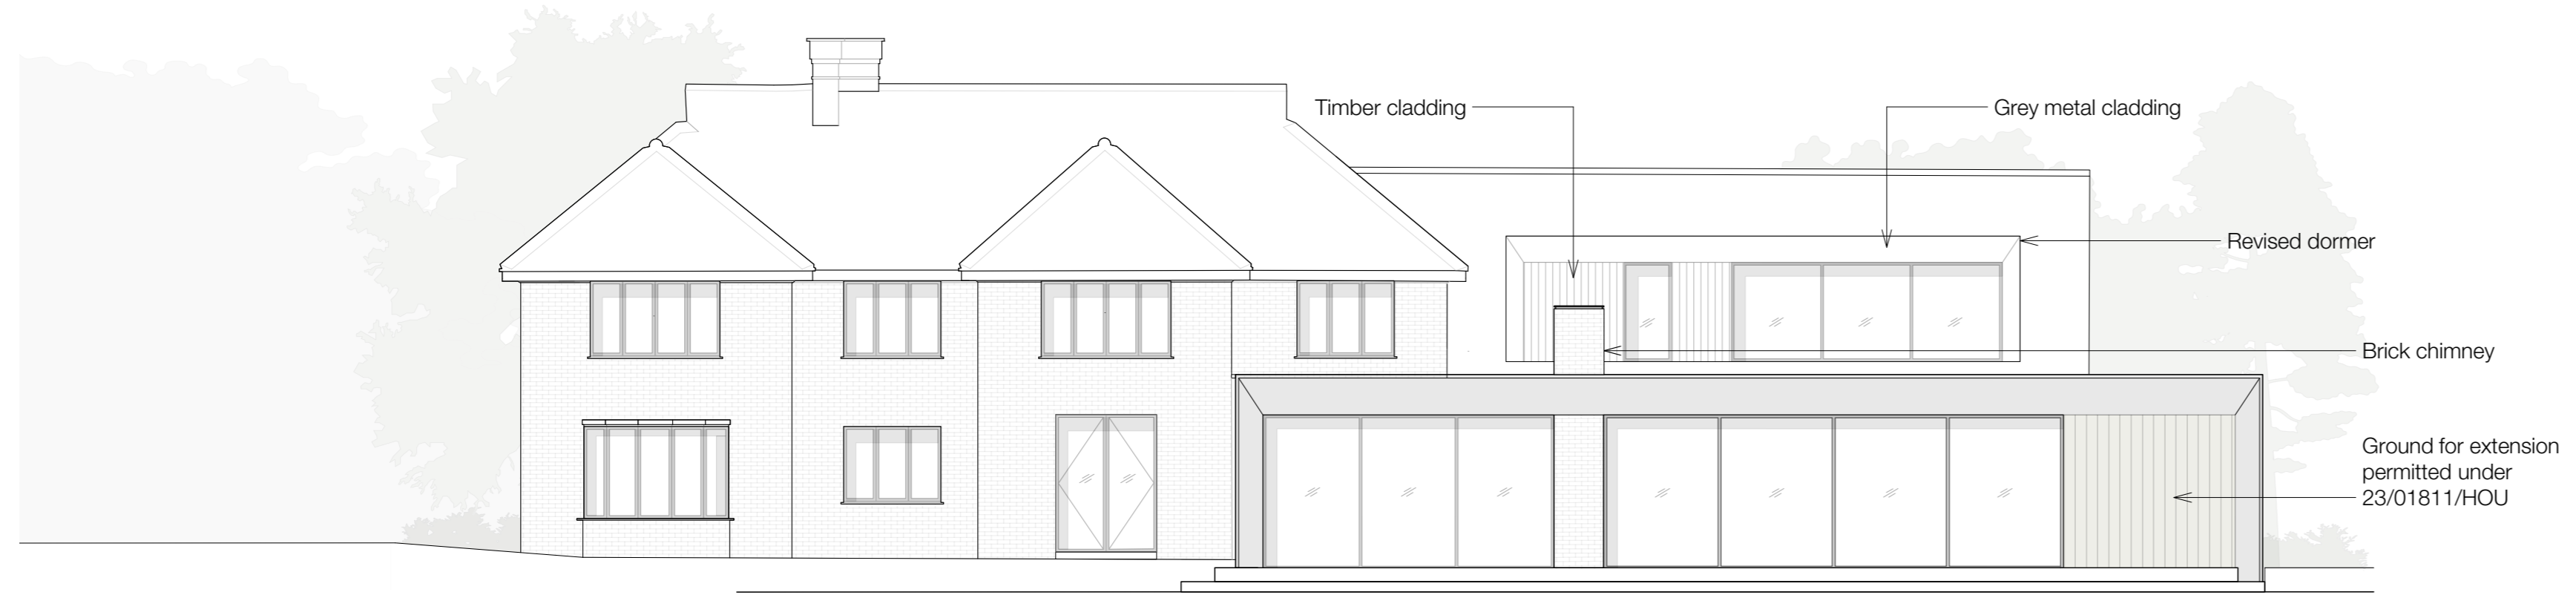 Timber cladding
Grey metal cladding
Revised dormer
Brick chimney
Ground for extension
permitted under
23/01811/HOU